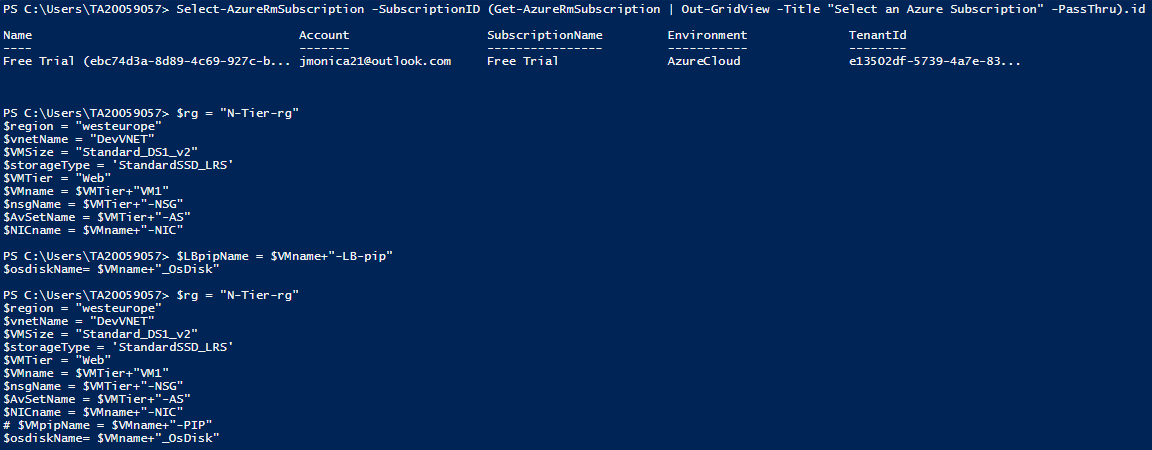 PS C:\Users\TA20059057> Select-AzureRmSubscription -SubscriptionID (Get-AzureRmSubscription | Out-GridView -Title "Select an Azure Subscription" -PassThru).id
Name Account SubscriptionName Environment TenantId
---- ------- ---------------- ----------- --------
Free Trial (ebc74d3a-8d89-4c69-927c-b... jmonica21@outlook.com Free Trial AzureCloud e13502df-5739-4a7e-83...
PS C:\Users\TA20059057> $rg = "N-Tier-rg"
$region = "westeurope"
$vnetName = "DevVNET"
$VMSize = "Standard_DS1_v2"
$storageType = 'StandardSSD_LRS'
$VMTier = "Web"
$VMname = $VMTier+"VM1"
$nsgName = $VMTier+"-NSG"
$AvSetName = $VMTier+"-AS"
$NICname = $VMname+"-NIC"
PS C:\Users\TA20059057> $LBpipName = $VMname+"-LB-pip"
$osdiskName= $VMname+"_OsDisk"
PS C:\Users\TA20059057> $rg = "N-Tier-rg"
$region = "westeurope"
$vnetName = "DevVNET"
$VMSize = "Standard_DS1_v2"
$storageType = 'StandardSSD_LRS'
$VMTier = "Web"
$VMname = $VMTier+"VM1"
$nsgName = $VMTier+"-NSG"
$AvSetName = $VMTier+"-AS"
$NICname = $VMname+"-NIC"
# $VMpipName = $VMname+"-PIP"
$osdiskName= $VMname+"_OsDisk"